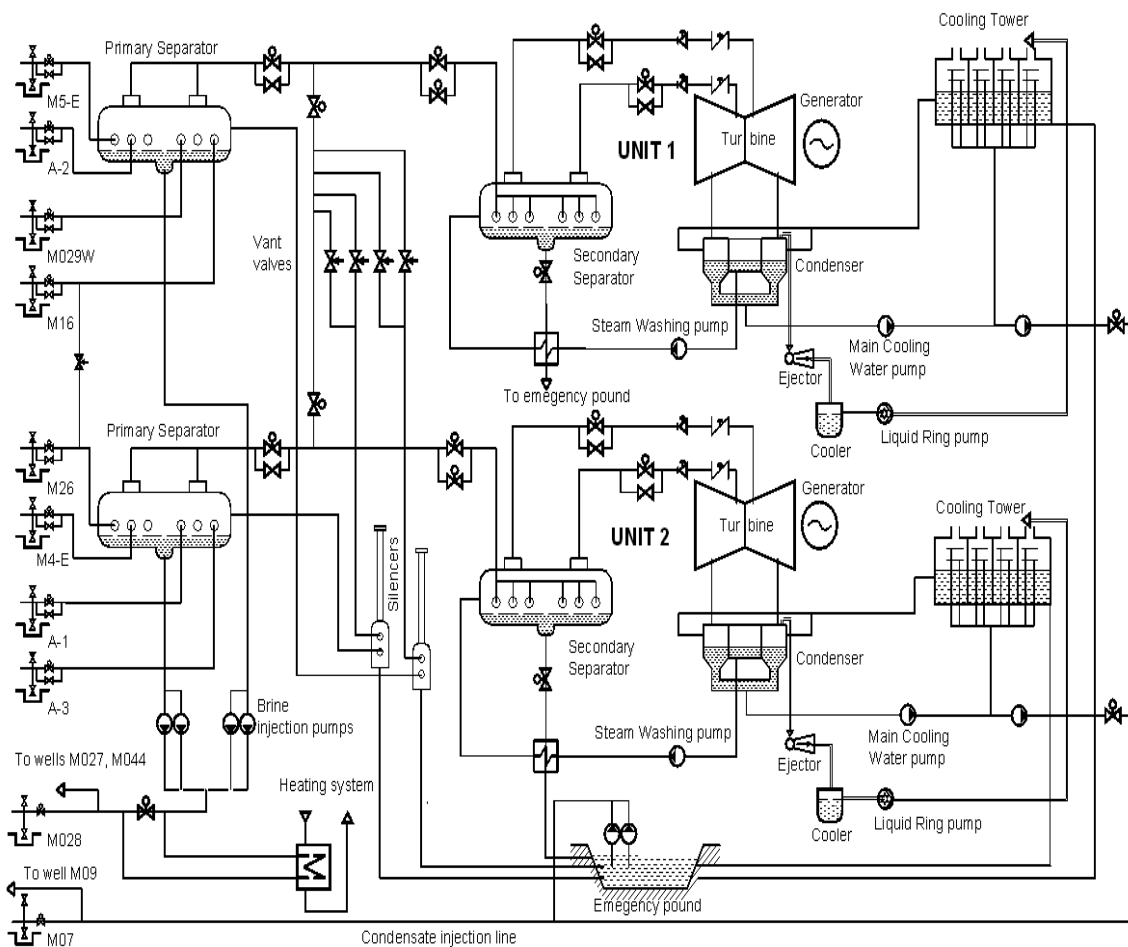 Cooling Tower
Primary Separator
M5-E
A-2
Generator
UNIT 1
Tur bine
M029W
Vant
valves
Secondary
Separator
Condenser
M16
Steam Washing pump
Main Cooling
Water pump
Ejector
To emegency pound
Liquid Ring pump
Cooler
Primary Separator
M26
Generator
Cooling Tower
M4-E
UNIT 2
Tur bine
Silencers
A-1
Secondary
Separator
Condenser
A-3
Brine
injection pumps
Steam Washing pump
Main Cooling
Water pump
To wells M027, M044
Heating system
Ejector
Liquid Ring pump
Cooler
M028
To well M09
Emegency pound
M07
Condensate injection line